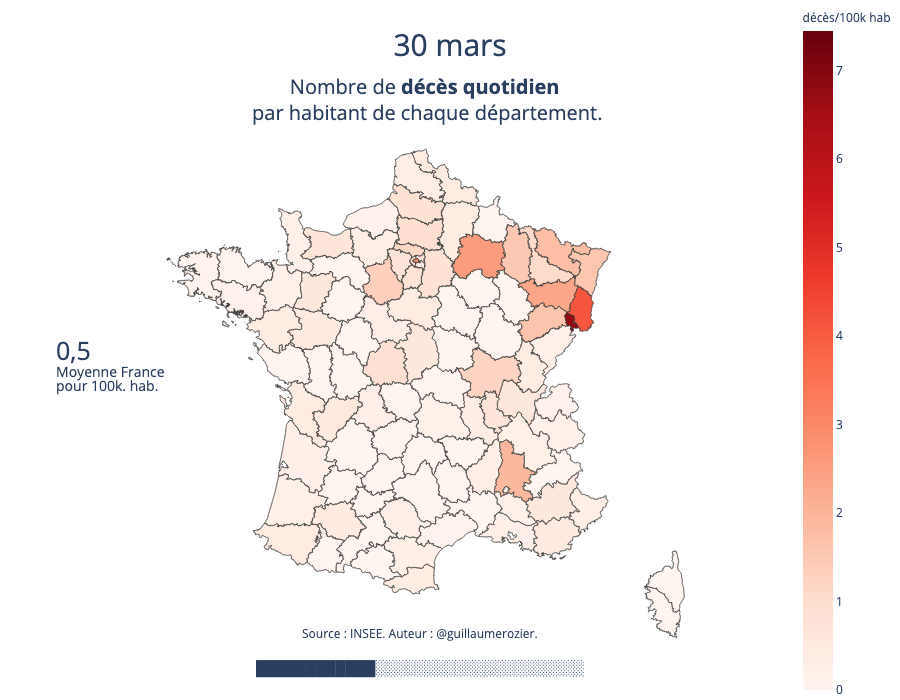 décès/100k hab
30 mars
Nombre de décès quotidien
par habitant de chaque département.
7
6
5
4
3
2
1
0
0,5
Moyenne France
pour 100k. hab.
Source : INSEE. Auteur : @guillaumerozier.